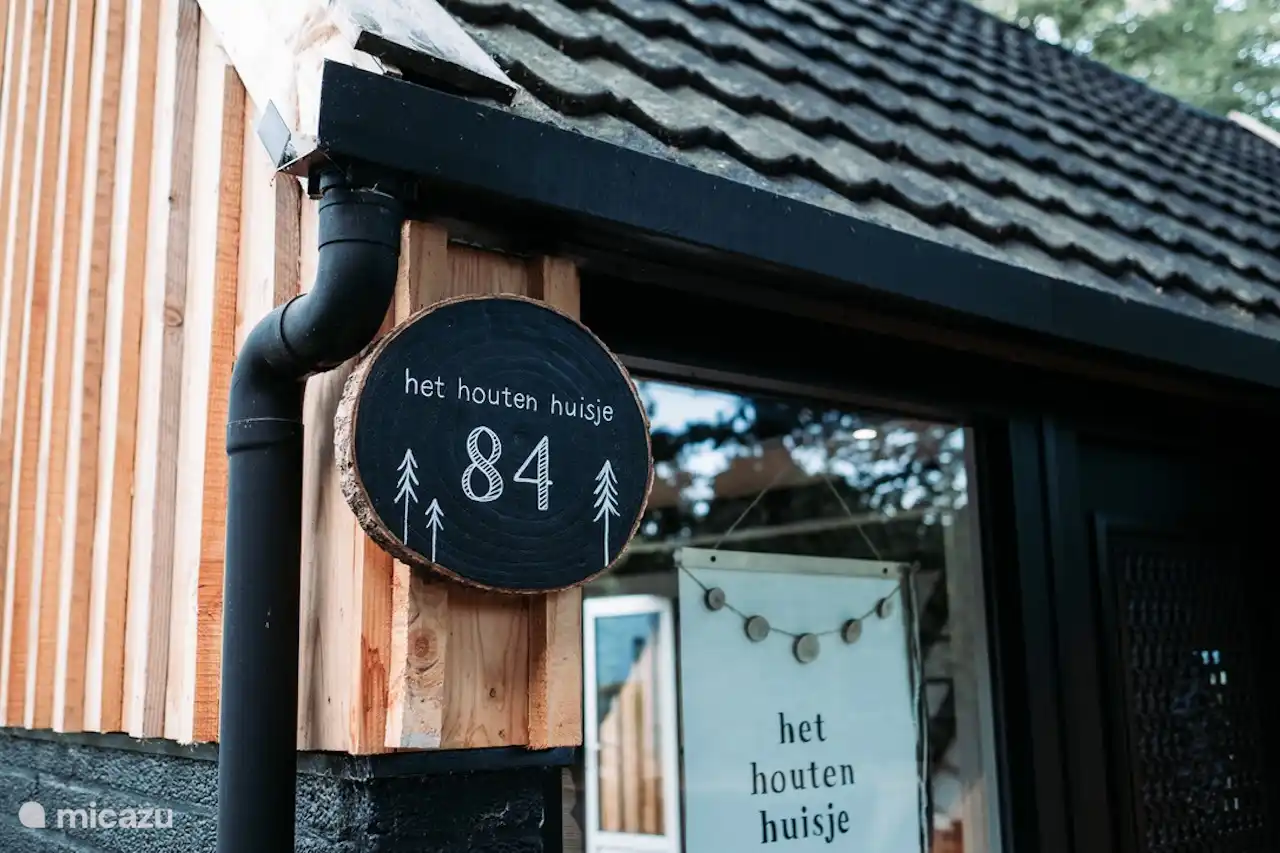 het houten huisje
84
het
houten
huisje
micazu